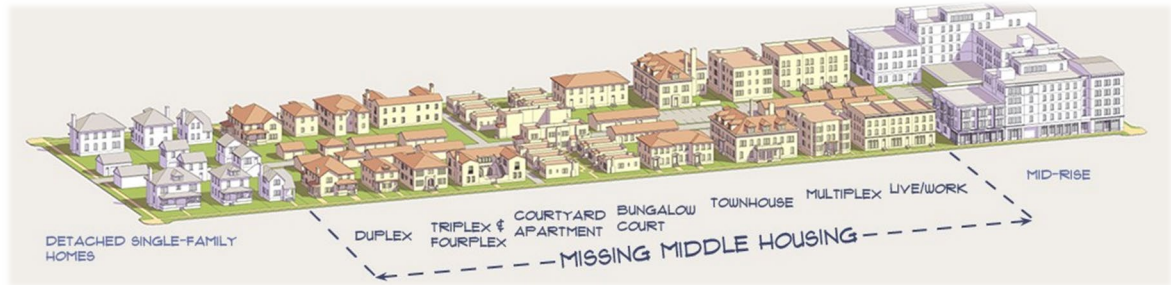 DETACHED SINGLE-FAMILY
HOMES
DUPLEX
TRIPLEX &
FOURPLEX
COURTYARD
APARTMENT
BUNGALOW
COURT
TOWNHOUSE
MULTIPLEX
LIVE/WORK
MID-RISE
MISSING MIDDLE HOUSING